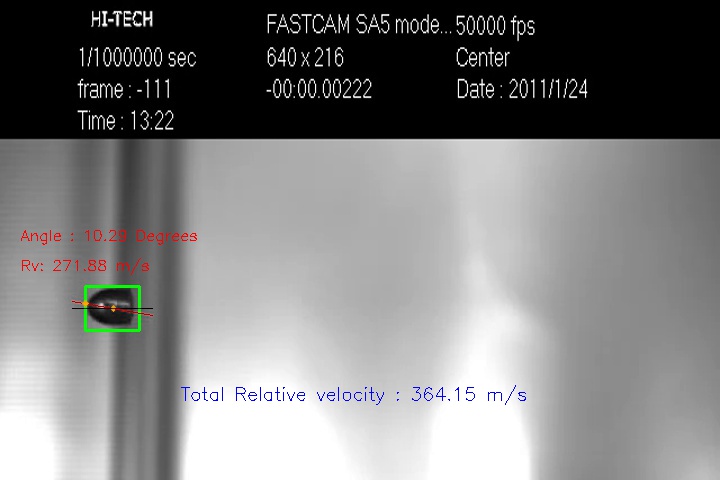 HI-TECH
FASTCAM SA5 mode... 50000 fps
1/1000000 sec 640 x 216 Center
frame : -111 -00:00.00222 Date : 2011/1/24
Time : 13:22
Angle : 10.29 Degrees
Rv: 271.88 m/s
Total Relative velocity : 364.15 m/s